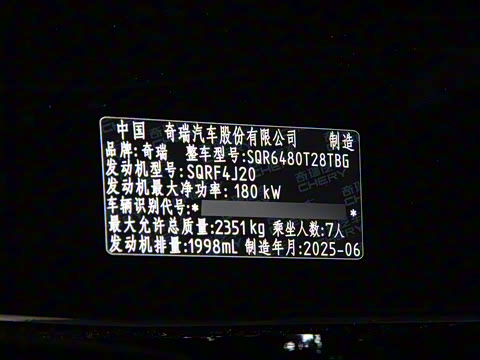 中国 奇瑞汽车股份有限公司 制造
品牌:奇瑞 整车型号:SQR6480T28TBG
发动机型号:SQRF4J20
发动机最大净功率: 180 kW
车辆识别代号:* *
最大允许总质量:2351kg 乘坐人数:7人
发动机排量:1998mL 制造年月:2025-06